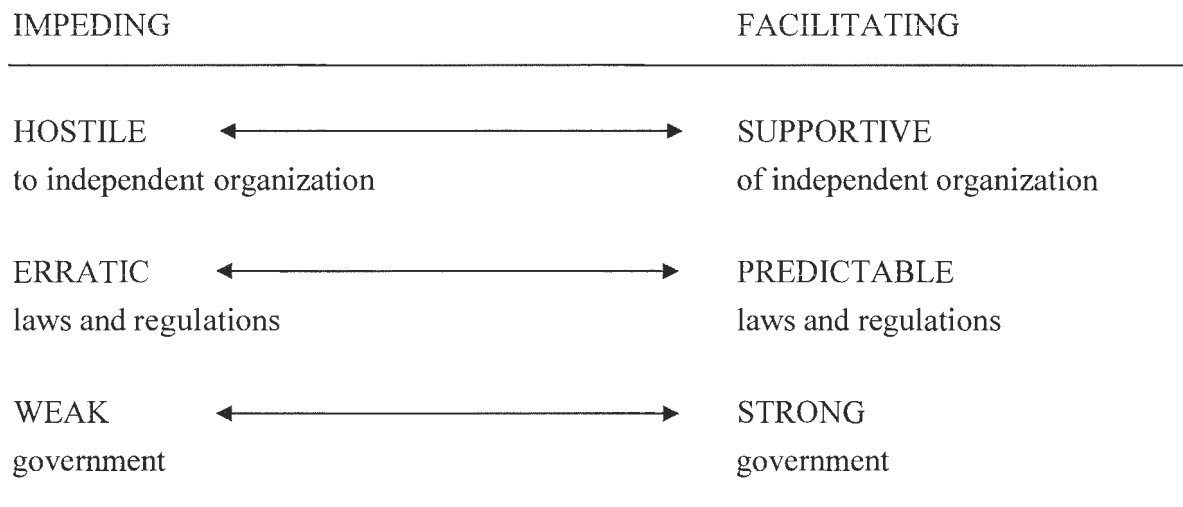 IMPEDING FACILITATING
HOSTILE SUPPORTIVE
to independent organization of independent organization
ERRATIC PREDICTABLE
laws and regulations laws and regulations
WEAK STRONG
government government